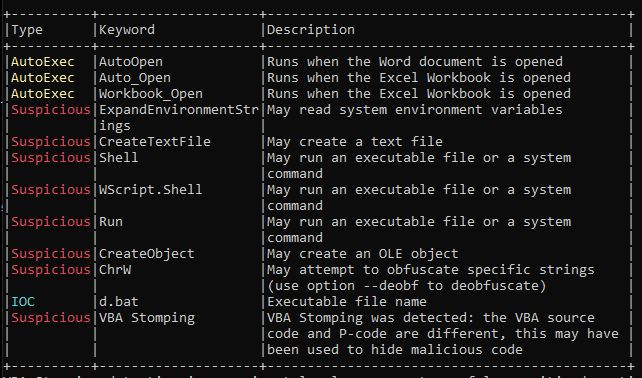 Type Keyword Description
AutoExec AutoOpen Runs when the Word document is opened
AutoExec Auto_Open Runs when the Excel Workbook is opened
AutoExec Workbook_Open Runs when the Excel Workbook is opened
Suspicious ExpandEnvironmentStr May read system environment variables
ings
Suspicious CreateTextFile May create a text file
Suspicious Shell May run an executable file or a system
command
Suspicious WScript.Shell May run an executable file or a system
command
Suspicious Run May run an executable file or a system
command
Suspicious CreateObject May create an OLE object
Suspicious ChrW May attempt to obfuscate specific strings
(use option --deobf to deobfuscate)
IOC d.bat Executable file name
Suspicious VBA Stomping VBA Stomping was detected: the VBA source
code and P-code are different, this may have
been used to hide malicious code